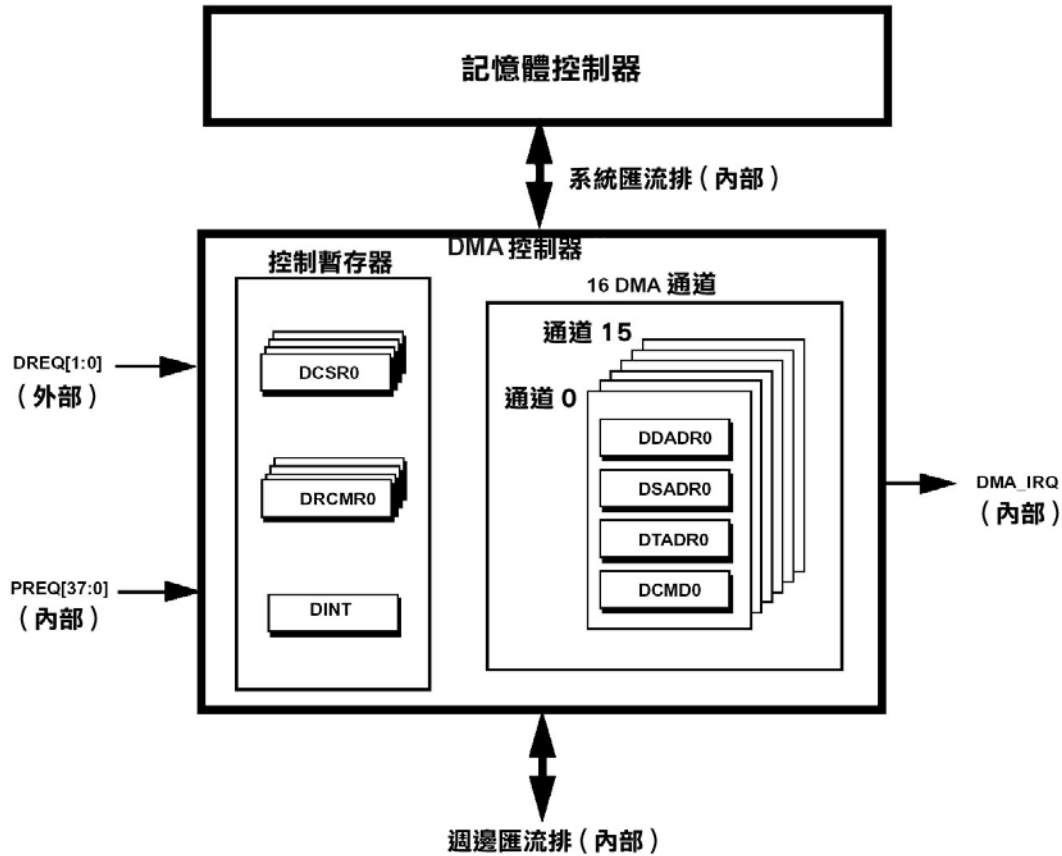 記憶體控制器
系統匯流排(內部)
DMA 控制器
控制暫存器
16 DMA 通道
DREQ[1:0]
(外部)
PREQ[37:0]
(內部)
DCSR0
DRCMR0
DINT
通道 15
通道 0
DDADR0
DSADR0
DTADR0
DCMD0
DMA_IRQ
(內部)
週邊匯流排(內部)